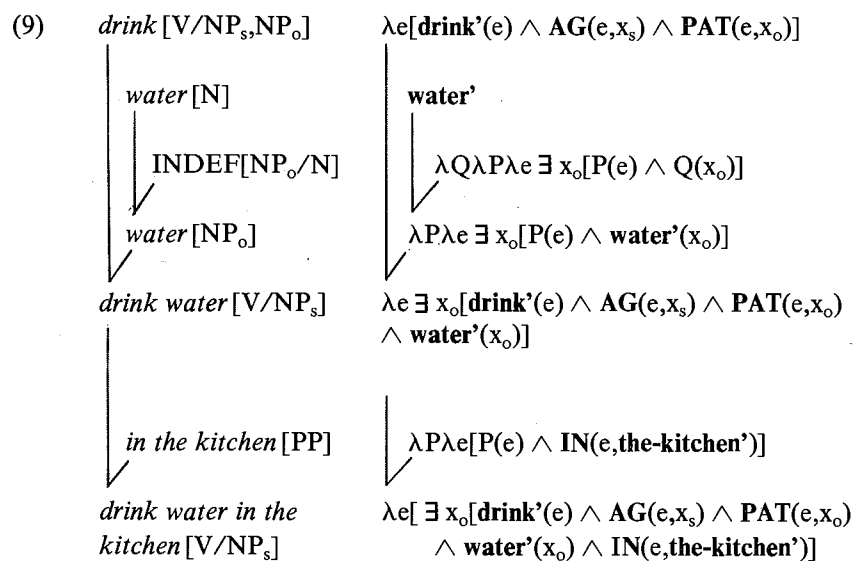 (9) drink [V/NPₛ,NPₒ] λe[drink'(e) ∧ AG(e,xₛ) ∧ PAT(e,xₒ)]
water [N] water'
INDEF[NPₒ/N] λQλPλe ∃ xₒ[P(e) ∧ Q(xₒ)]
water [NPₒ] λPλe ∃ xₒ[P(e) ∧ water'(xₒ)]
drink water [V/NPₛ] λe ∃ xₒ[drink'(e) ∧ AG(e,xₛ) ∧ PAT(e,xₒ)
∧ water'(xₒ)]
in the kitchen [PP] λPλe[P(e) ∧ IN(e,the-kitchen')]
drink water in the λe[ ∃ xₒ[drink'(e) ∧ AG(e,xₛ) ∧ PAT(e,xₒ)
kitchen [V/NPₛ] ∧ water'(xₒ) ∧ IN(e,the-kitchen')]